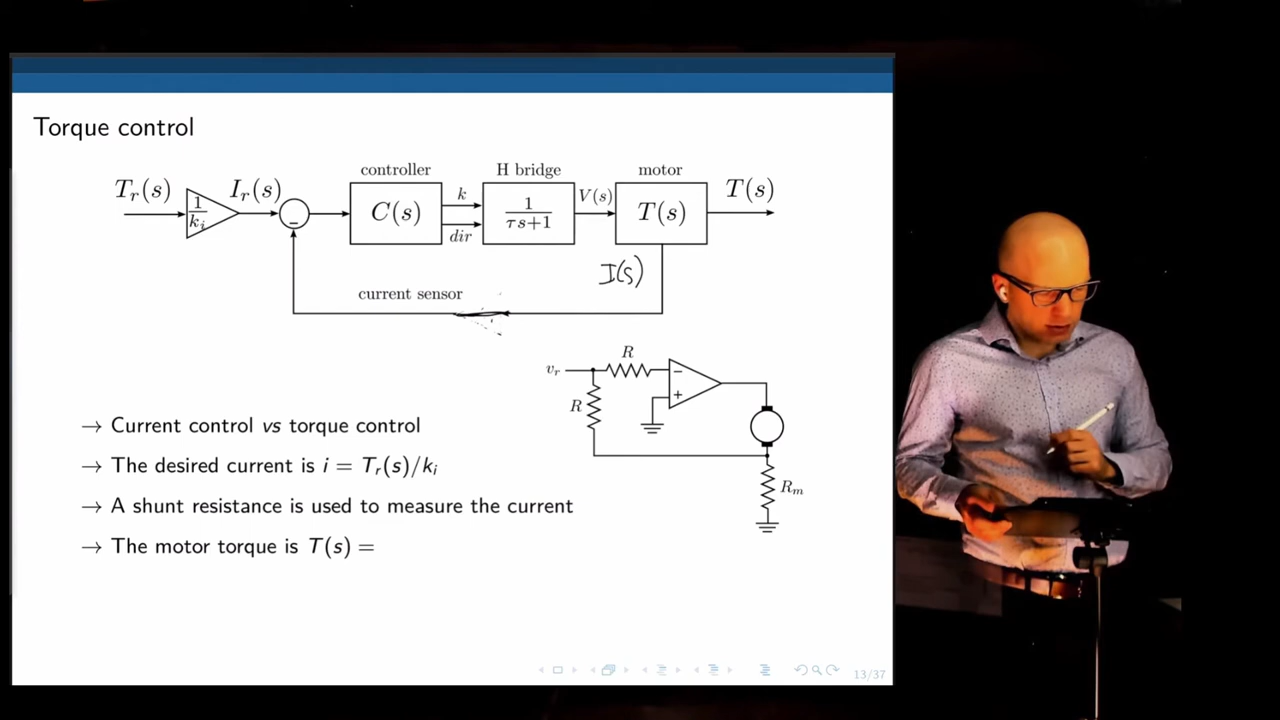 Torque control
controller H bridge motor
T_r(s) 1/k_i I_r(s) − C(s) k dir 1/(τs+1) V(s) T(s) T(s)
I(s)
current sensor
R
v_r −
R +
R_m
→ Current control vs torque control
→ The desired current is i = T_r(s)/k_i
→ A shunt resistance is used to measure the current
→ The motor torque is T(s) =
13/37